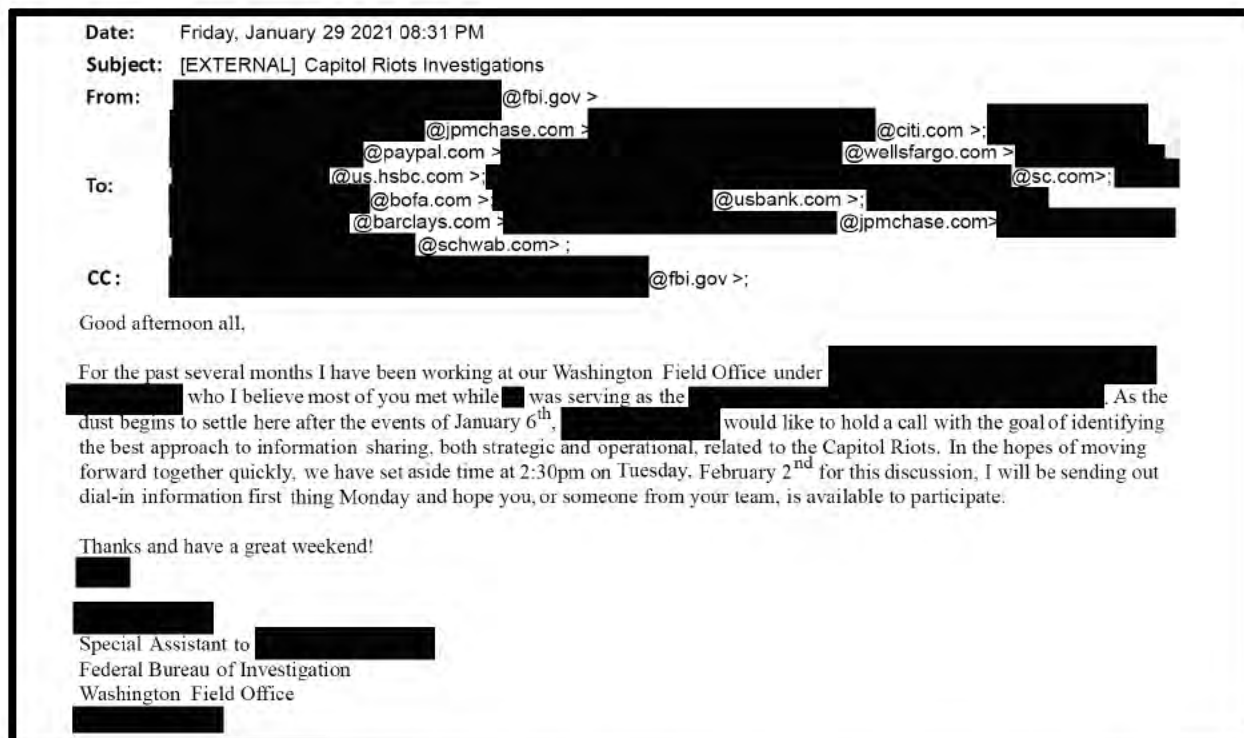 Date: Friday, January 29 2021 08:31 PM
Subject: [EXTERNAL] Capitol Riots Investigations
From: @fbi.gov >
@jpmchase.com > @citi.com >;
@paypal.com > @wellsfargo.com >
To: @us.hsbc.com >; @sc.com>;
@bofa.com >; @usbank.com >;
@barclays.com > @jpmchase.com>
@schwab.com> ;
CC : @fbi.gov >;
Good afternoon all,
For the past several months I have been working at our Washington Field Office under
who I believe most of you met while was serving as the . As the
dust begins to settle here after the events of January 6th, would like to hold a call with the goal of identifying
the best approach to information sharing, both strategic and operational, related to the Capitol Riots. In the hopes of moving
forward together quickly, we have set aside time at 2:30pm on Tuesday, February 2nd for this discussion, I will be sending out
dial-in information first thing Monday and hope you, or someone from your team, is available to participate.
Thanks and have a great weekend!
Special Assistant to
Federal Bureau of Investigation
Washington Field Office